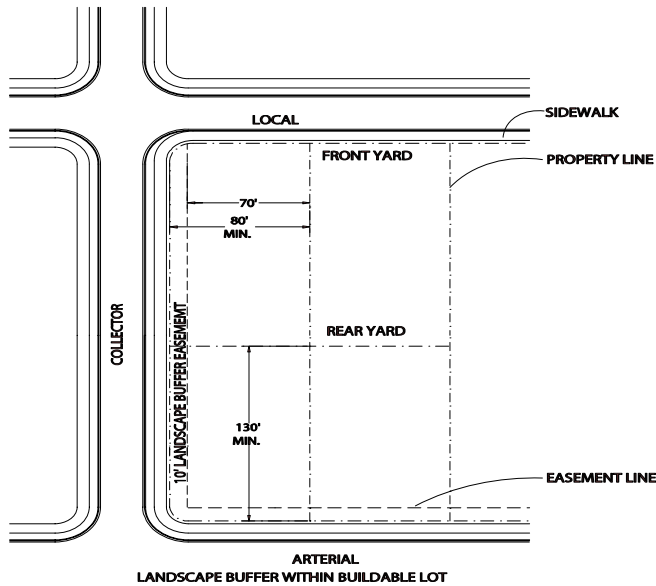 SIDEWALK
LOCAL
FRONT YARD
PROPERTY LINE
70'
80'
MIN.
COLLECTOR
10' LANDSCAPE BUFFER EASEMEMT
REAR YARD
130'
MIN.
EASEMENT LINE
ARTERIAL
LANDSCAPE BUFFER WITHIN BUILDABLE LOT